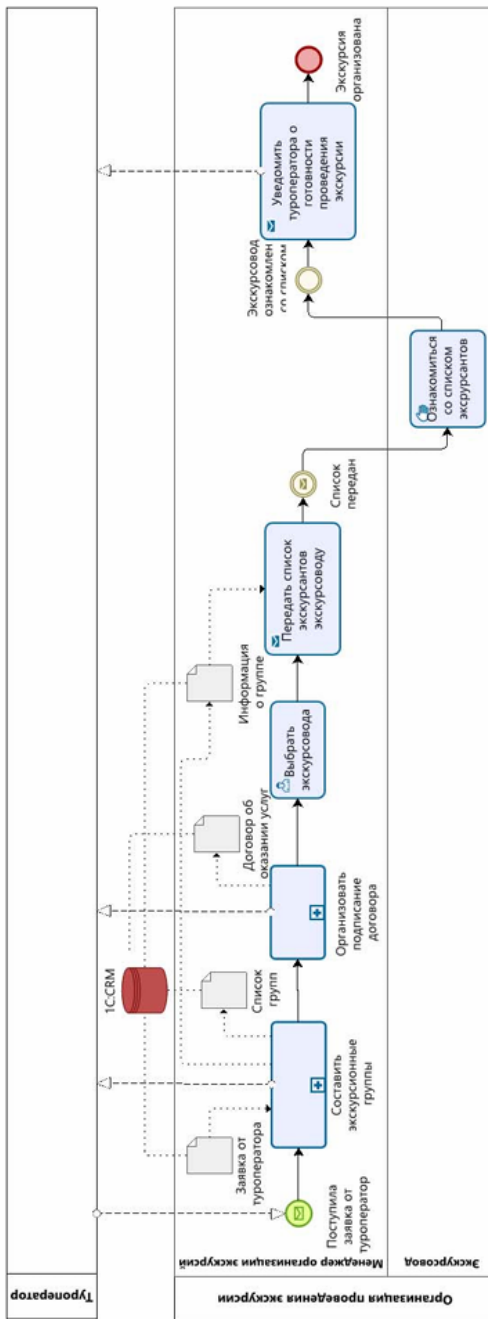 Туроператор
Организация проведения экскурсии
Менеджер организации экскурсий
Экскурсовод
1С:CRM
Заявка от
туроператора
Список
групп
Договор об
оказании услуг
Информация
о группе
Поступила
заявка от
туроператор
Составить
экскурсионные
группы
Организовать
подписание
договора
Выбрать
экскурсовода
Передать список
экскурсантов
экскурсоводу
Список
передан
Ознакомиться
со списком
эксрурсантов
Экскурсовод
ознакомлен
со списком
Уведомить
туроператора о
готовности
проведения
экскурсии
Экскурсия
организована